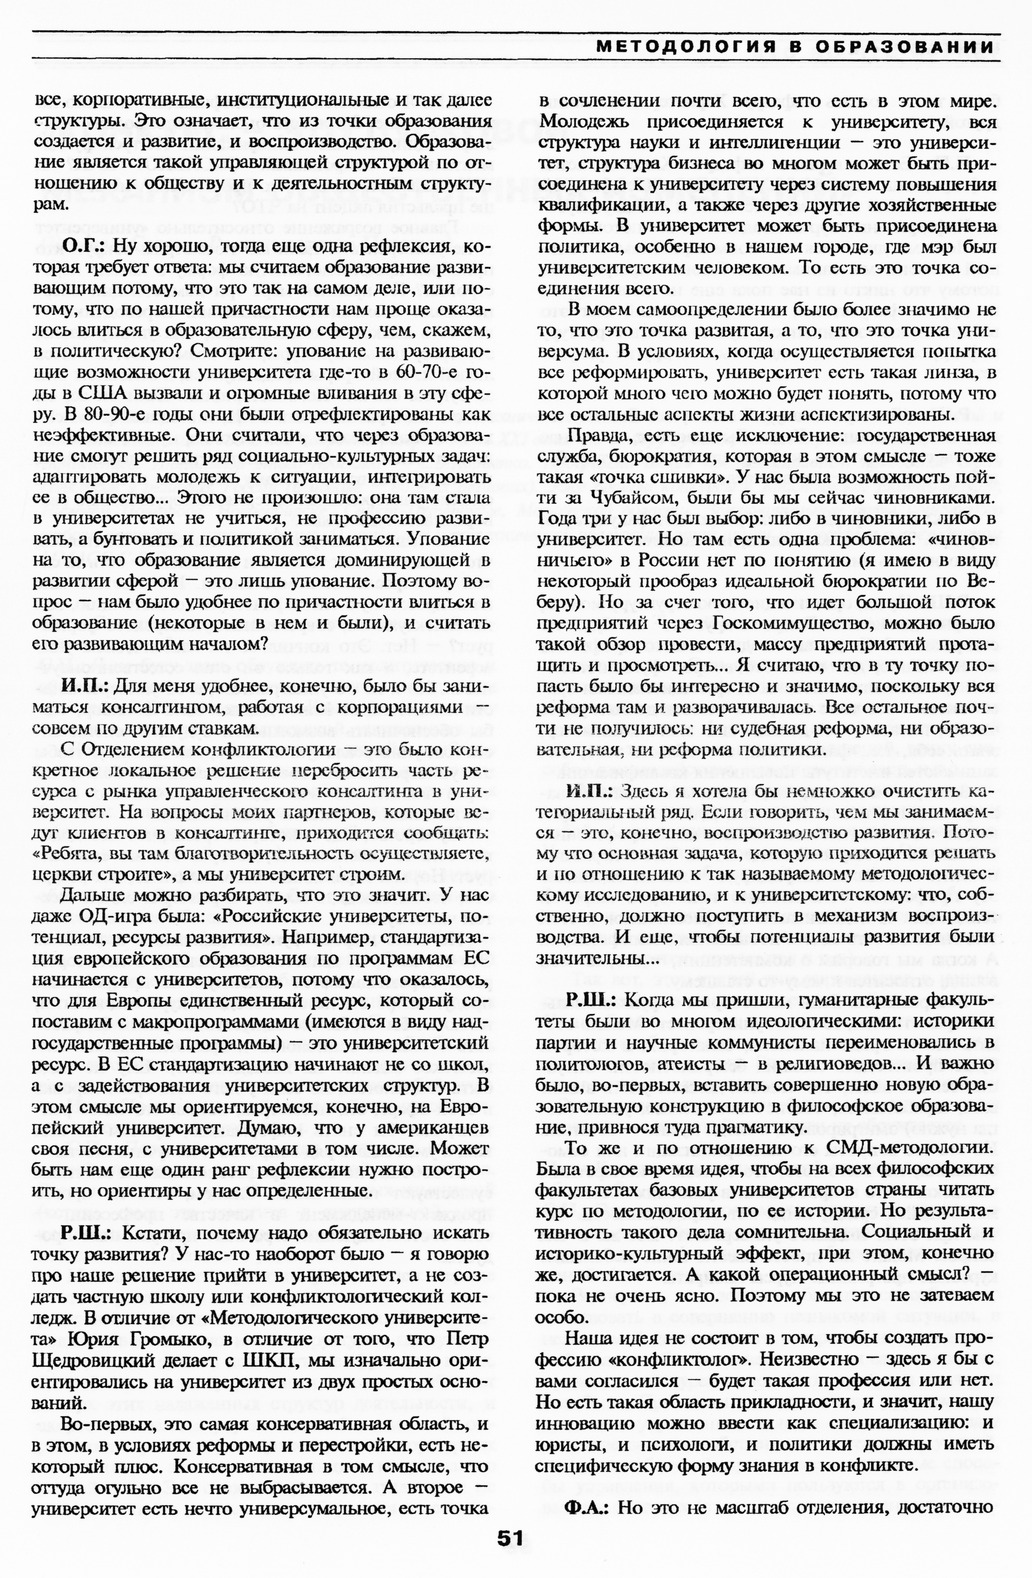 МЕТОДОЛОГИЯ В ОБРАЗОВАНИИ
все, корпоративные, институциональные и так далее
структуры. Это означает, что из точки образования
создается и развитие, и воспроизводство. Образова-
ние является такой управляющей структурой по от-
ношению к обществу и к деятельностным структу-
рам.
О.Г.: Ну хорошо, тогда еще одна рефлексия, ко-
торая требует ответа: мы считаем образование разви-
вающим потому, что это так на самом деле, или по-
тому, что по нашей причастности нам проще оказа-
лось влиться в образовательную сферу, чем, скажем,
в политическую? Смотрите: упование на развиваю-
щие возможности университета где-то в 60-70-е го-
ды в США вызвали и огромные вливания в эту сфе-
ру. В 80-90-е годы они были отрефлектированы как
неэффективные. Они считали, что через образова-
ние смогут решить ряд социально-культурных задач:
адаптировать молодежь к ситуации, интегрировать
ее в общество... Этого не произошло: она там стала
в университетах не учиться, не профессию разви-
вать, а бунтовать и политикой заниматься. Упование
на то, что образование является доминирующей в
развитии сферой — это лишь упование. Поэтому во-
прос — нам было удобнее по причастности влиться в
образование (некоторые в нем и были), и считать
его развивающим началом?
И.П.: Для меня удобнее, конечно, было бы зани-
маться консалтингом, работая с корпорациями —
совсем по другим ставкам.
С Отделением конфликтологии — это было кон-
кретное локальное решение перебросить часть ре-
сурса с рынка управленческого консалтинга в уни-
верситет. На вопросы моих партнеров, которые ве-
дут клиентов в консалтинге, приходится сообщать:
«Ребята, вы там благотворительность осуществляете,
церкви строите», а мы университет строим.
Дальше можно разбирать, что это значит. У нас
даже ОД-игра была: «Российские университеты, по-
тенциал, ресурсы развития». Например, стандартиза-
ция европейского образования по программам ЕС
начинается с университетов, потому что оказалось,
что для Европы единственный ресурс, который со-
поставим с макропрограммами (имеются в виду над-
государственные программы) — это университетский
ресурс. В ЕС стандартизацию начинают не со школ,
а с задействования университетских структур. В
этом смысле мы ориентируемся, конечно, на Евро-
пейский университет. Думаю, что у американцев
своя песня, с университетами в том числе. Может
быть нам еще один ранг рефлексии нужно постро-
ить, но ориентиры у нас определенные.
Р.Ш.: Кстати, почему надо обязательно искать
точку развития? У нас-то наоборот было — я говорю
про наше решение прийти в университет, а не соз-
дать частную школу или конфликтологический кол-
ледж. В отличие от «Методологического университе-
та» Юрия Громыко, в отличие от того, что Петр
Щедровицкий делает с ШКП, мы изначально ори-
ентировались на университет из двух простых осно-
ваний.
Во-первых, это самая консервативная область, и
в этом, в условиях реформы и перестройки, есть не-
который плюс. Консервативная в том смысле, что
оттуда огульно все не выбрасывается. А второе —
университет есть нечто универсумальное, есть точка
в сочленении почти всего, что есть в этом мире.
Молодежь присоединяется к университету, вся
структура науки и интеллигенции — это универси-
тет, структура бизнеса во многом может быть при-
соединена к университету через систему повышения
квалификации, а также через другие хозяйственные
формы. В университет может быть присоединена
политика, особенно в нашем городе, где мэр был
университетским человеком. То есть это точка со-
единения всего.
В моем самоопределении было более значимо не
то, что это точка развитая, а то, что это точка уни-
версума. В условиях, когда осуществляется попытка
все реформировать, университет есть такая линза, в
которой много чего можно будет понять, потому что
все остальные аспекты жизни аспектизированы.
Правда, есть еще исключение: государственная
служба, бюрократия, которая в этом смысле — тоже
такая «точка сшивки». У нас была возможность пой-
ти за Чубайсом, были бы мы сейчас чиновниками.
Года три у нас был выбор: либо в чиновники, либо в
университет. Но там есть одна проблема: «чинов-
ничьего» в России нет по понятию (я имею в виду
некоторый прообраз идеальной бюрократии по Ве-
беру). Но за счет того, что идет большой поток
предприятий через Госкомимущество, можно было
такой обзор провести, массу предприятий прота-
щить и просмотреть... Я считаю, что в ту точку по-
пасть было бы интересно и значимо, поскольку вся
реформа там и разворачивалась. Все остальное поч-
ти не получилось: ни судебная реформа, ни образо-
вательная, ни реформа политики.
И.П.: Здесь я хотела бы немножко очистить ка-
тегориальный ряд. Если говорить, чем мы занимаем-
ся — это, конечно, воспроизводство развития. Пото-
му что основная задача, которую приходится решать
и по отношению к так называемому методологичес-
кому исследованию, и к университетскому: что, соб-
ственно, должно поступить в механизм воспроиз-
водства. И еще, чтобы потенциалы развития были
значительны...
Р.Ш.: Когда мы пришли, гуманитарные факуль-
теты были во многом идеологическими: историки
партии и научные коммунисты переименовались в
политологов, атеисты — в религиоведов... И важно
было, во-первых, вставить совершенно новую обра-
зовательную конструкцию в философское образова-
ние, привнося туда прагматику.
То же и по отношению к СМД-методологии.
Была в свое время идея, чтобы на всех философских
факультетах базовых университетов страны читать
курс по методологии, по ее истории. Но результа-
тивность такого дела сомнительна. Социальный и
историко-культурный эффект, при этом, конечно
же, достигается. А какой операционный смысл? —
пока не очень ясно. Поэтому мы это не затеваем
особо.
Наша идея не состоит в том, чтобы создать про-
фессию «конфликтолог». Неизвестно — здесь я бы с
вами согласился — будет такая профессия или нет.
Но есть такая область прикладности, и значит, нашу
инновацию можно ввести как специализацию: и
юристы, и психологи, и политики должны иметь
специфическую форму знания в конфликте.
Ф.А.: Но это не масштаб отделения, достаточно
51